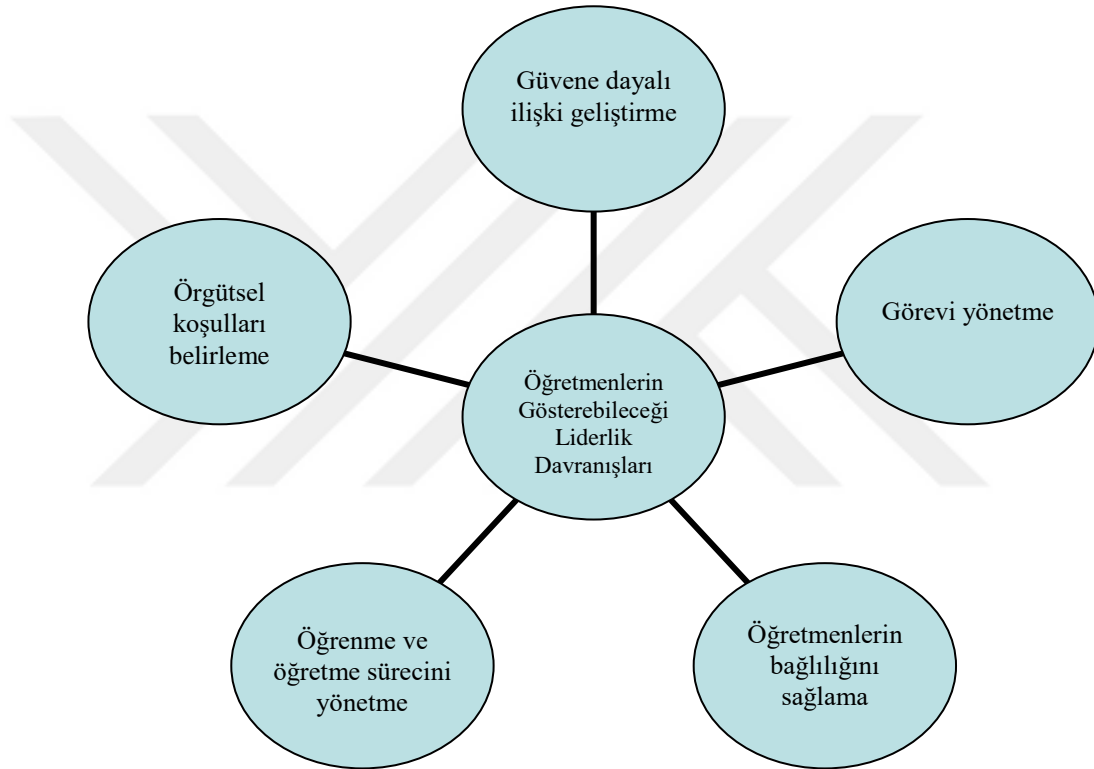 Güvene dayalı
ilişki geliştirme
Örgütsel
koşulları
belirleme
Görevi yönetme
Öğretmenlerin
Gösterebileceği
Liderlik
Davranışları
Öğrenme ve
öğretme sürecini
yönetme
Öğretmenlerin
bağlılığını
sağlama